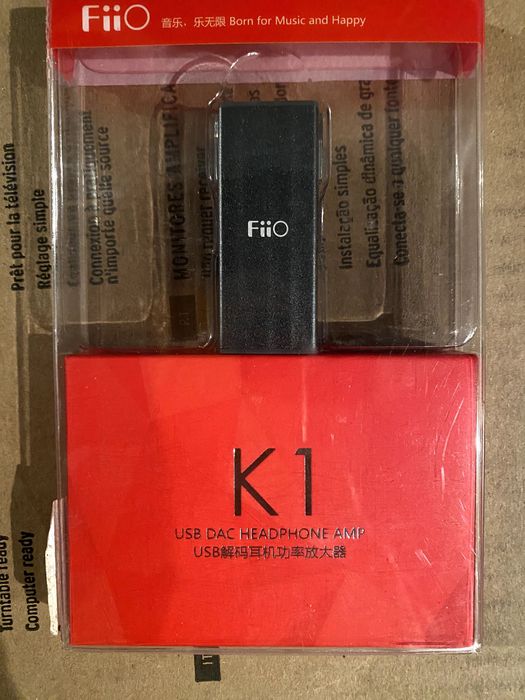 FiiO 音乐，乐无限 Born for Music and Happy
FiiO
K1
USB DAC HEADPHONE AMP
USB解码耳机功率放大器
Prêt pour la télévision
Réglage simple
n'importe quelle source
MONITORES AMPLIFICA
Instalação simples
Equalização dinâmica de gra
Conecta-se a qualquer fonte
Turntable ready
Computer ready